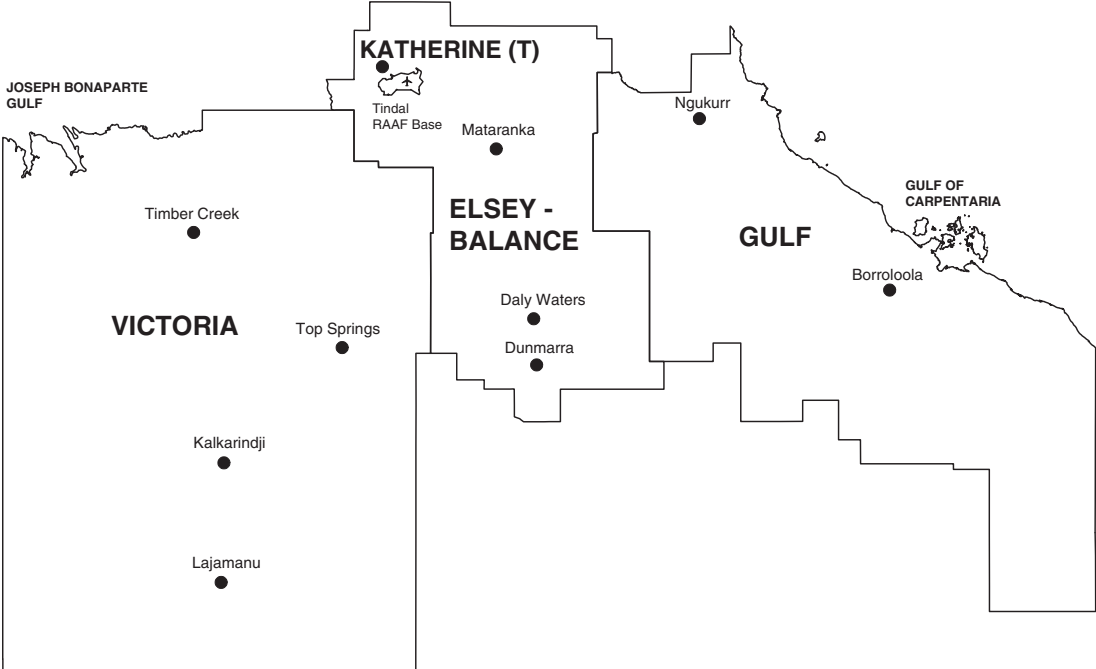 KATHERINE (T)
JOSEPH BONAPARTE
GULF
Tindal
RAAF Base
Ngukurr
Mataranka
GULF OF
CARPENTARIA
Timber Creek
ELSEY -
BALANCE
GULF
Borroloola
Daly Waters
VICTORIA
Top Springs
Dunmarra
Kalkarindji
Lajamanu